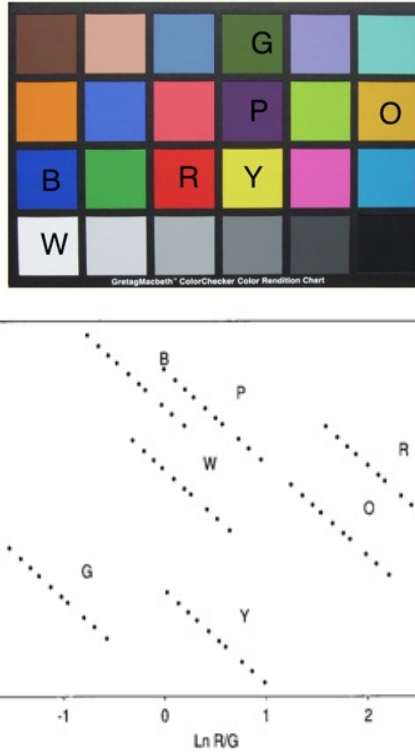 G
P
O
B
R
Y
W
GretagMacbeth™ ColorChecker Color Rendition Chart
B
P
R
W
O
G
Y
-1 0 1 2
Ln R/G